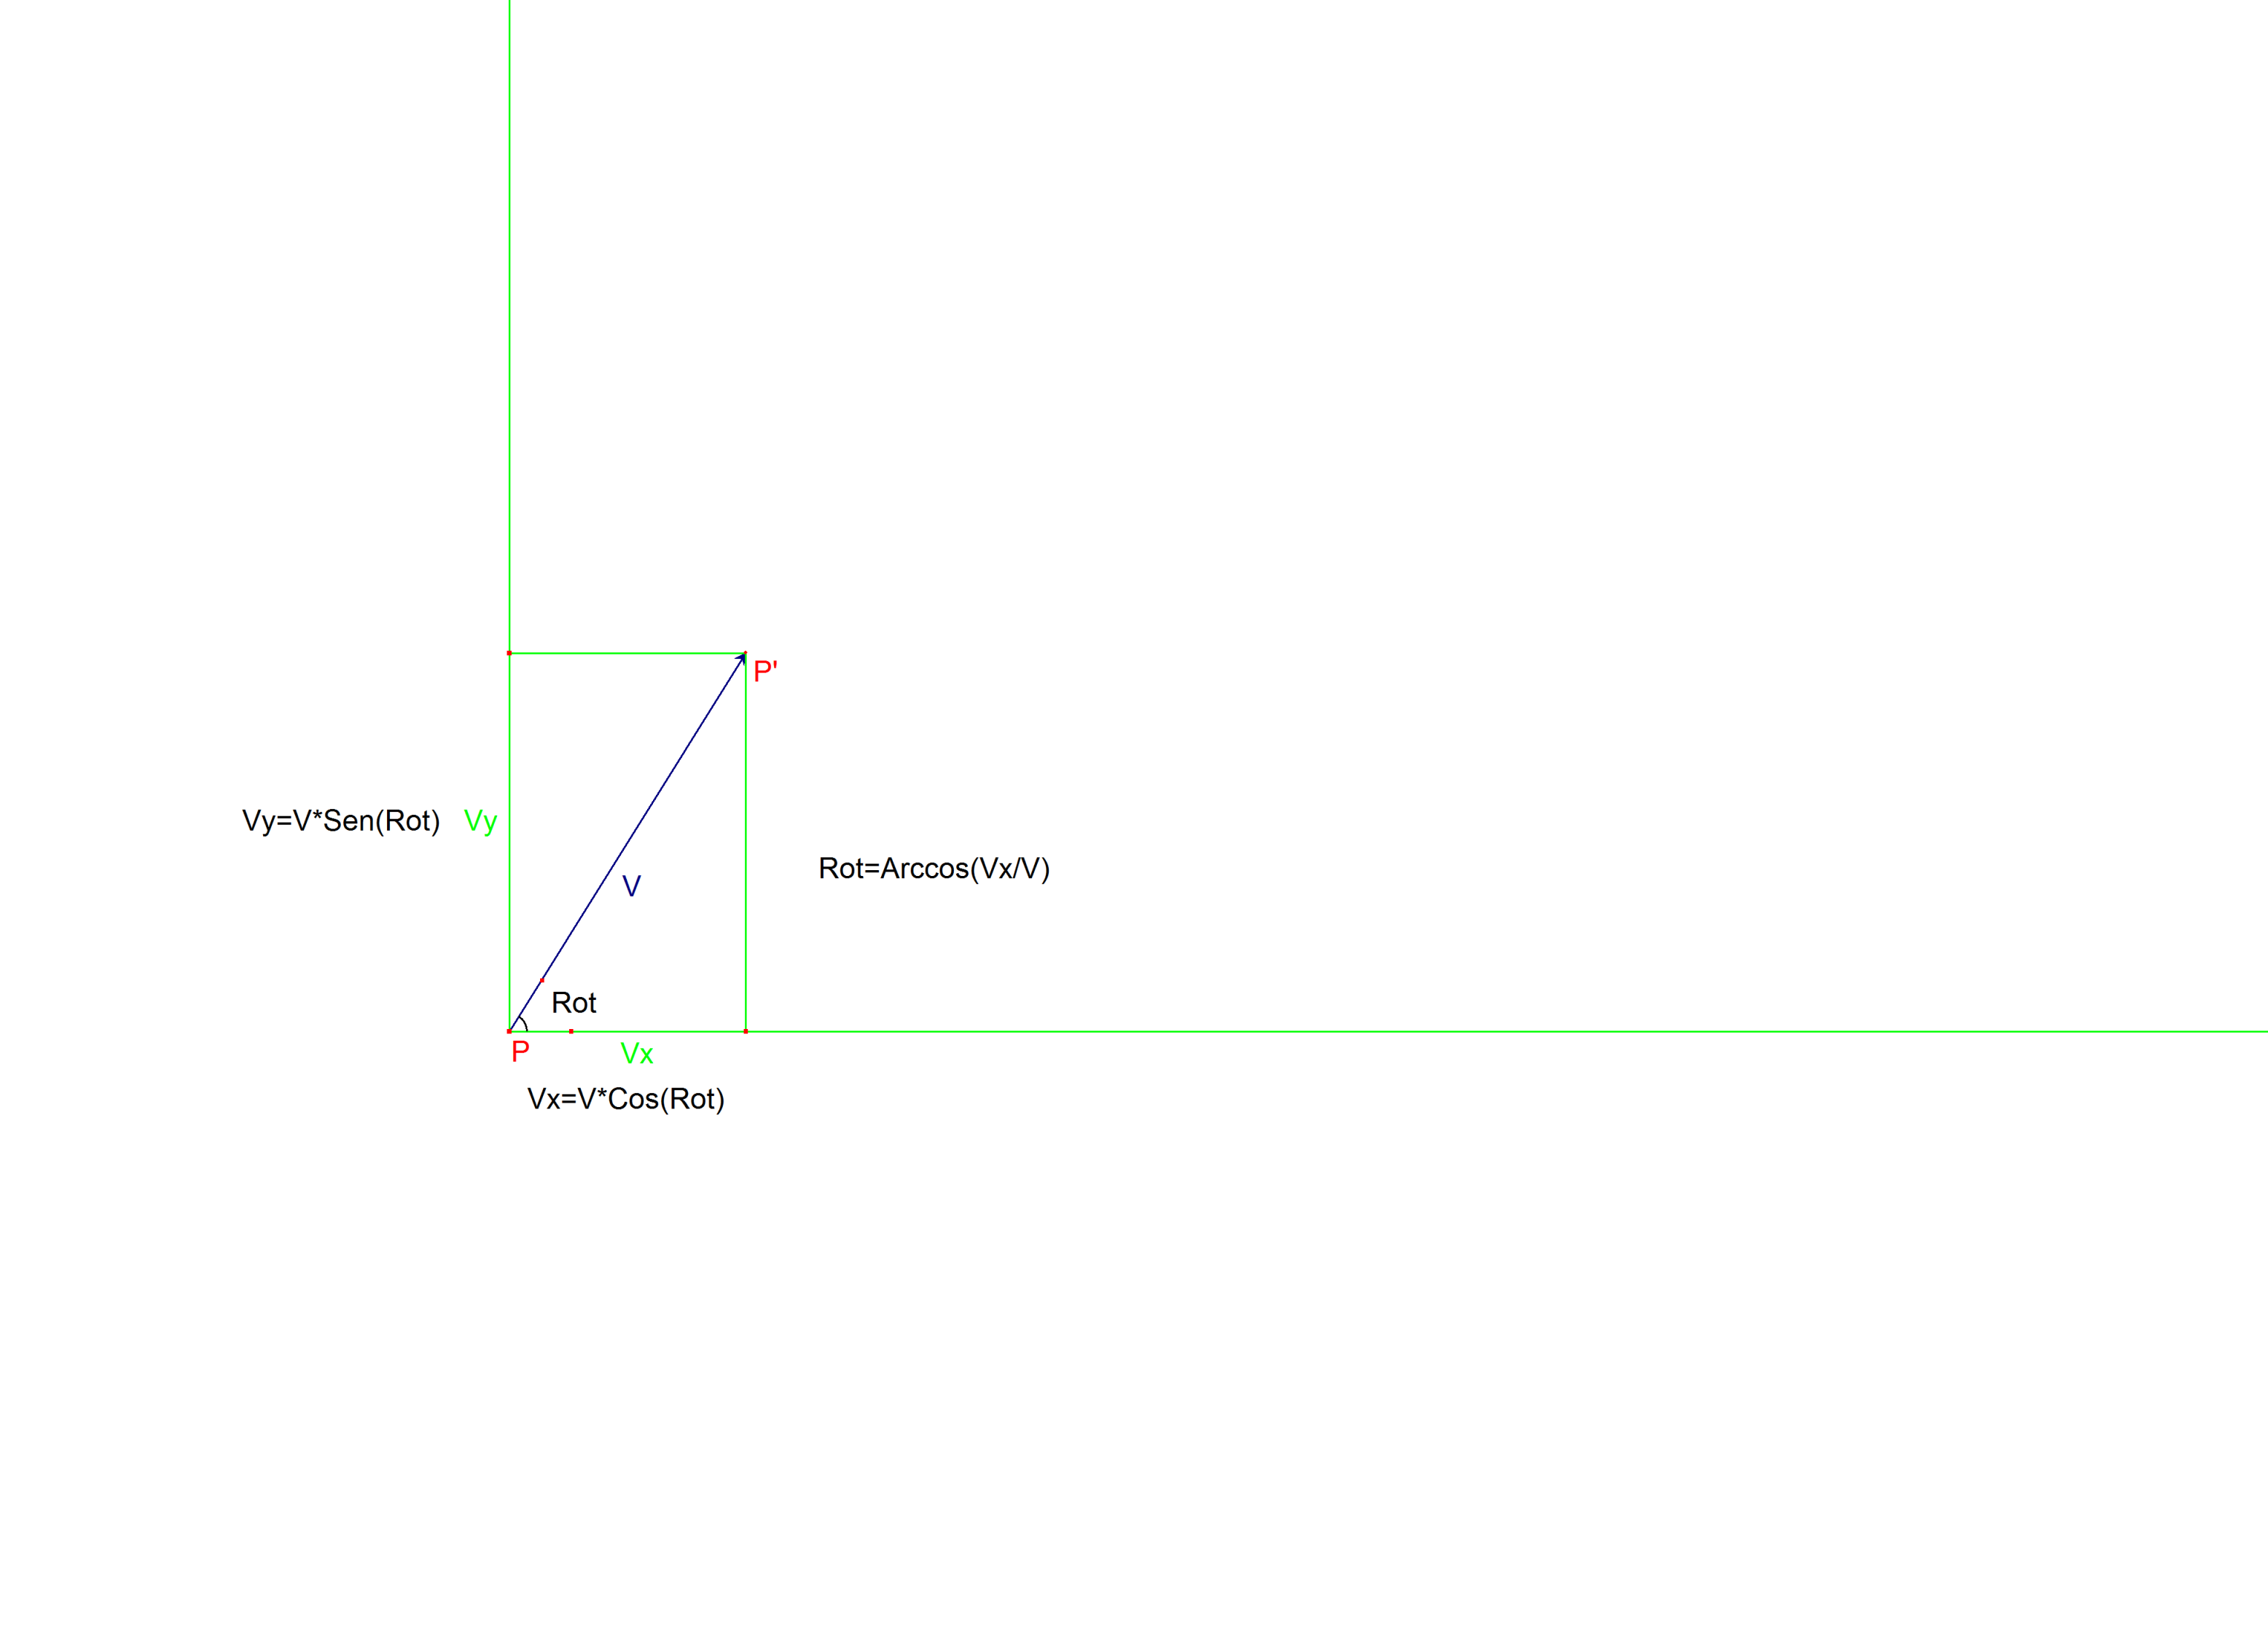 P'
Vy=V*Sen(Rot)
Vy
Rot=Arccos(Vx/V)
V
Rot
P
Vx
Vx=V*Cos(Rot)